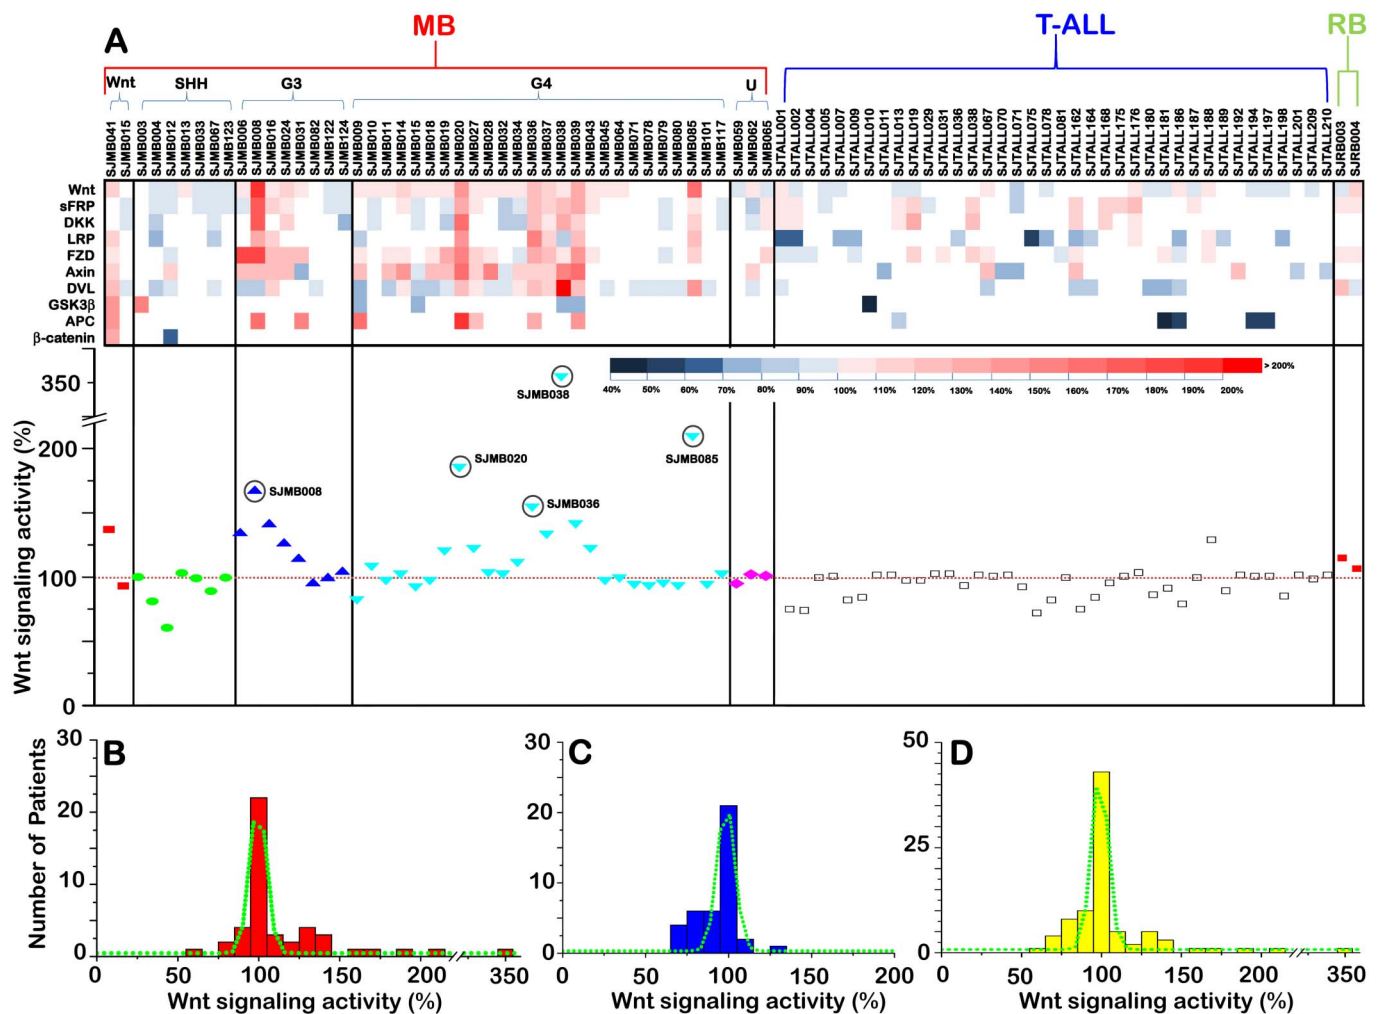 A
MB
T-ALL
RB
Wnt
SHH
G3
G4
U
SJMB041
SJMB015
SJMB003
SJMB004
SJMB012
SJMB013
SJMB033
SJMB067
SJMB123
SJMB006
SJMB008
SJMB016
SJMB024
SJMB031
SJMB082
SJMB122
SJMB124
SJMB009
SJMB010
SJMB011
SJMB014
SJMB015
SJMB018
SJMB019
SJMB020
SJMB027
SJMB028
SJMB032
SJMB034
SJMB036
SJMB037
SJMB038
SJMB039
SJMB043
SJMB045
SJMB064
SJMB071
SJMB078
SJMB079
SJMB080
SJMB085
SJMB101
SJMB117
JMB059
SJMB062
JMB065
SJTALL001
SJTALL002
SJTALL004
SJTALL005
SJTALL007
SJTALL009
SJTALL010
SJTALL011
SJTALL013
SJTALL019
SJTALL029
SJTALL031
SJTALL036
SJTALL038
SJTALL067
SJTALL070
SJTALL071
SJTALL075
SJTALL078
SJTALL081
SJTALL162
SJTALL164
SJTALL168
SJTALL175
SJTALL176
SJTALL180
SJTALL181
SJTALL186
SJTALL187
SJTALL188
SJTALL189
SJTALL192
SJTALL194
SJTALL197
SJTALL198
SJTALL201
SJTALL209
SJTALL210
SJRB003
SJRB004
Wnt
sFRP
DKK
LRP
FZD
Axin
DVL
GSK3β
APC
β-catenin
40% 50% 60% 70% 80% 90% 100% 110% 120% 130% 140% 150% 160% 170% 180% 190% 200%
> 200%
Wnt signaling activity (%)
350
200
100
0
SJMB038
SJMB020
SJMB085
SJMB008
SJMB036
B
Number of Patients
30
20
10
0
0 50 100 150 200 350
Wnt signaling activity (%)
C
30
20
10
0
0 50 100 150 200
Wnt signaling activity (%)
D
50
25
0
0 50 100 150 200 350
Wnt signaling activity (%)